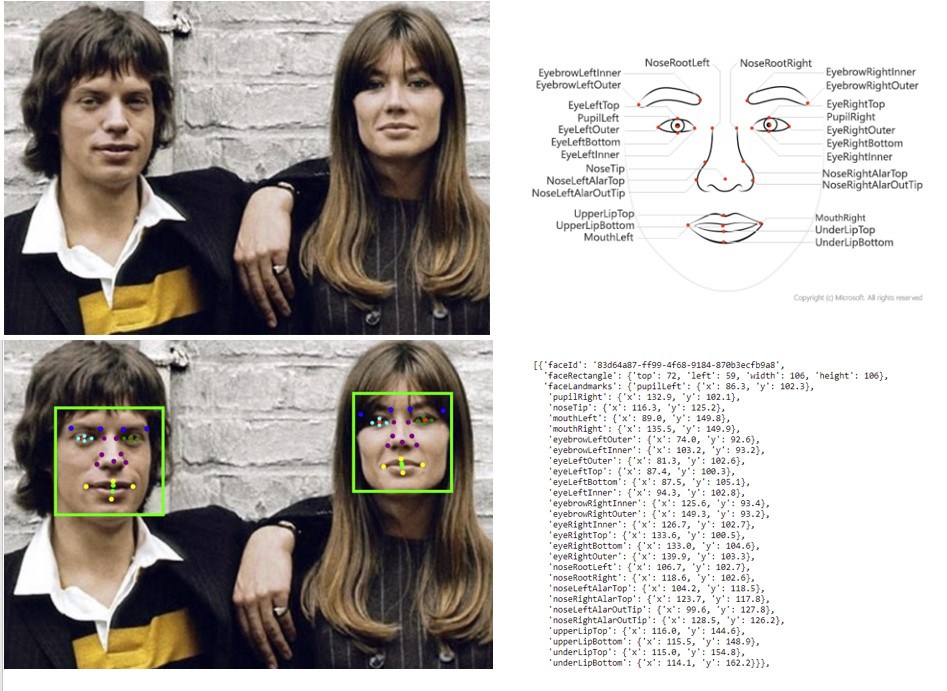 NoseRootLeft
NoseRootRight
EyebrowLeftInner
EyebrowLeftOuter
EyeLeftTop
PupilLeft
EyeLeftOuter
EyeLeftBottom
EyeLeftInner
NoseTip
NoseLeftAlarTop
NoseLeftAlarOutTip
UpperLipTop
UpperLipBottom
MouthLeft
EyebrowRightInner
EyebrowRightOuter
EyeRightTop
PupilRight
EyeRightOuter
EyeRightBottom
EyeRightInner
NoseRightAlarTop
NoseRightAlarOutTip
MouthRight
UnderLipTop
UnderLipBottom
Copyright (c) Microsoft. All rights reserved
[{'faceId': '83d64a87-ff99-4f68-9184-870b3ecfb9a8',
'faceRectangle': {'top': 72, 'left': 59, 'width': 106, 'height': 106},
'faceLandmarks': {'pupilLeft': {'x': 86.3, 'y': 102.3},
'pupilRight': {'x': 132.9, 'y': 102.1},
'noseTip': {'x': 116.3, 'y': 125.2},
'mouthLeft': {'x': 89.0, 'y': 149.8},
'mouthRight': {'x': 135.5, 'y': 149.9},
'eyebrowLeftOuter': {'x': 74.0, 'y': 92.6},
'eyebrowLeftInner': {'x': 103.2, 'y': 93.2},
'eyeLeftOuter': {'x': 81.3, 'y': 102.6},
'eyeLeftTop': {'x': 87.4, 'y': 100.3},
'eyeLeftBottom': {'x': 87.5, 'y': 105.1},
'eyeLeftInner': {'x': 94.3, 'y': 102.8},
'eyebrowRightInner': {'x': 125.6, 'y': 93.4},
'eyebrowRightOuter': {'x': 149.3, 'y': 93.2},
'eyeRightInner': {'x': 126.7, 'y': 102.7},
'eyeRightTop': {'x': 133.6, 'y': 100.5},
'eyeRightBottom': {'x': 133.0, 'y': 104.6},
'eyeRightOuter': {'x': 139.9, 'y': 103.3},
'noseRootLeft': {'x': 106.7, 'y': 102.7},
'noseRootRight': {'x': 118.6, 'y': 102.6},
'noseLeftAlarTop': {'x': 104.2, 'y': 118.5},
'noseRightAlarTop': {'x': 123.7, 'y': 117.8},
'noseLeftAlarOutTip': {'x': 99.6, 'y': 127.8},
'noseRightAlarOutTip': {'x': 128.5, 'y': 126.2},
'upperLipTop': {'x': 116.0, 'y': 144.6},
'upperLipBottom': {'x': 115.5, 'y': 148.9},
'underLipTop': {'x': 115.0, 'y': 154.8},
'underLipBottom': {'x': 114.1, 'y': 162.2}}},